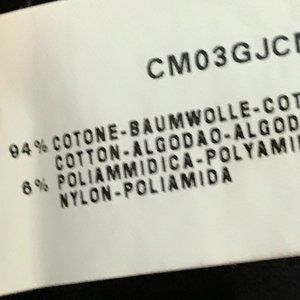 CM03GJC
94% COTONE-BAUMWOLLE-COT
COTTON-ALGODAO-ALGOD
6% POLIAMMIDICA-POLYAMI
NYLON-POLIAMIDA